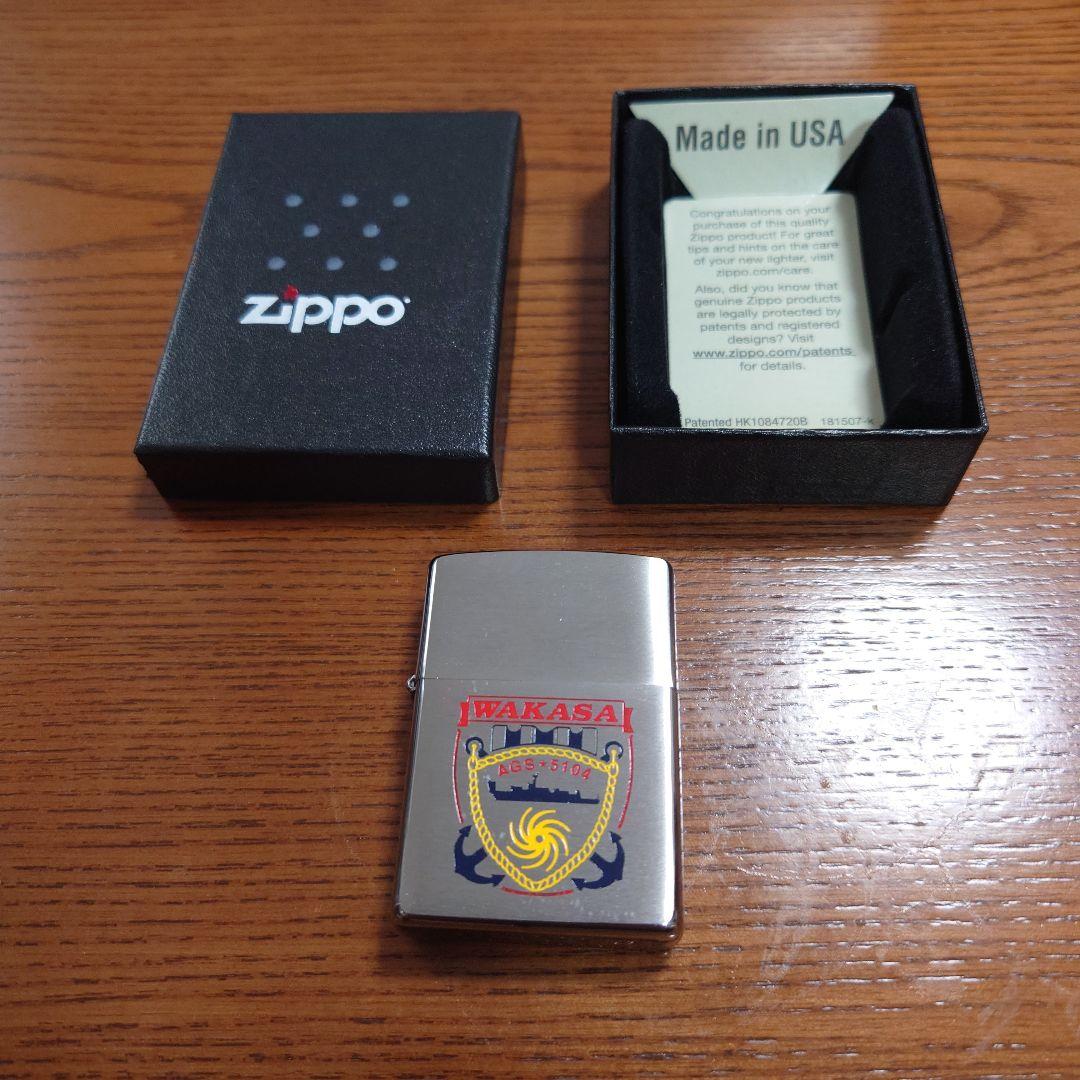 zippo
Made in USA
Congratulations on your
purchase of this quality
Zippo product! For great
tips and hints on the care
of your new lighter, visit
zippo.com/care.
Also, did you know that
genuine Zippo products
are legally protected by
patents and registered
designs? Visit
www.zippo.com/patents
for details.
Patented HK1084720B 181507-K
WAKASA
AGS★5104